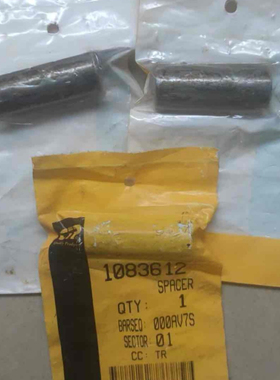 1083612
SPACER
QTY: 1
BARSEQ: 000AV7S
SECTOR: 01
CC: TR